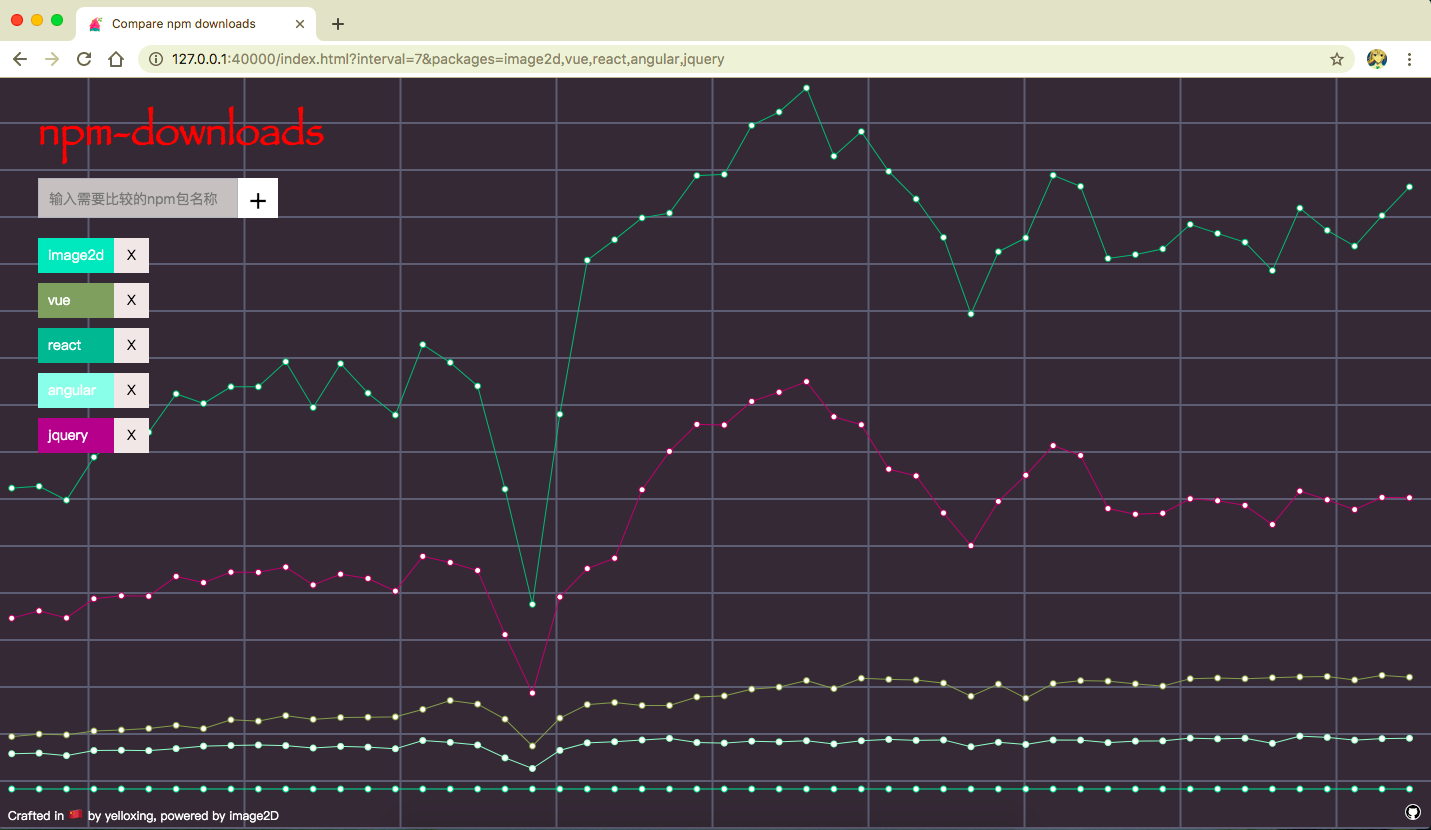 Compare npm downloads
127.0.0.1:40000/index.html?interval=7&packages=image2d,vue,react,angular,jquery
npm-downloads
输入需要比较的npm包名称 +
image2d X
vue X
react X
angular X
jquery X
Crafted in 🇨🇳 by yelloxing, powered by image2D